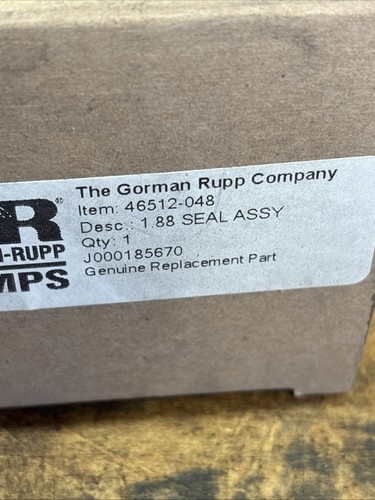 The Gorman Rupp Company
Item: 46512-048
Desc.: 1.88 SEAL ASSY
Qty: 1
J000185670
Genuine Replacement Part
R®
N-RUPP
MPS